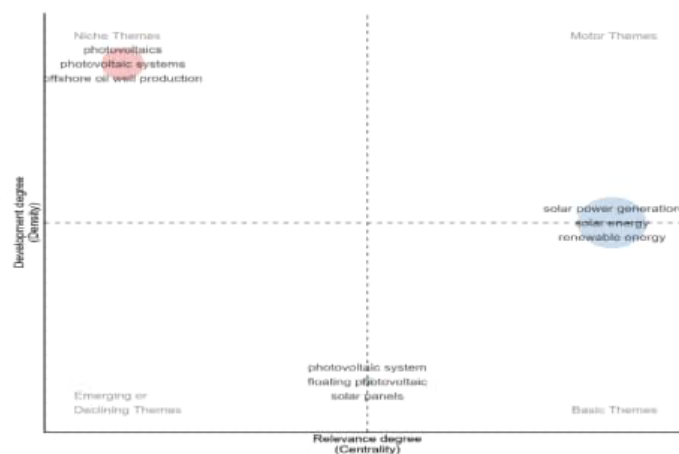 Niche Themes
photovoltaics
photovoltaic systems
offshore oil well production
Motor Themes
solar power generation
solar energy
renewable energy
Development degree
(Density)
photovoltaic system
floating photovoltaic
solar panels
Emerging or
Declining Themes
Basic Themes
Relevance degree
(Centrality)